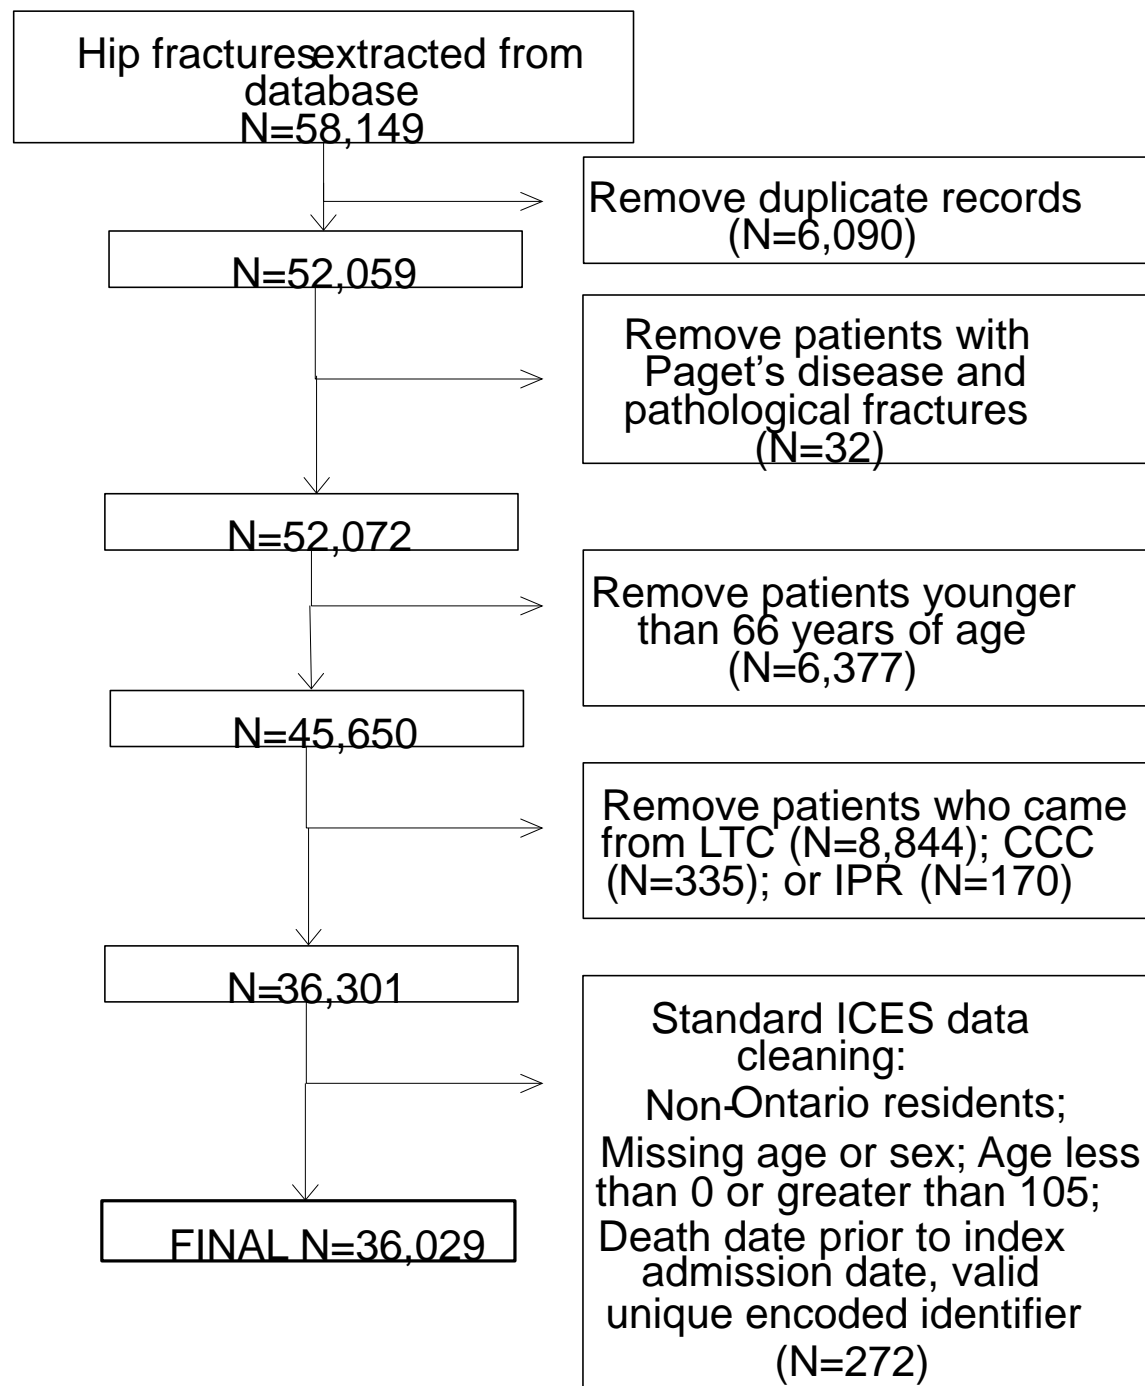 Hip fractures extracted from
database
N=58,149
Remove duplicate records
(N=6,090)
N=52,059
Remove patients with
Paget's disease and
pathological fractures
(N=32)
N=52,072
Remove patients younger
than 66 years of age
(N=6,377)
N=45,650
Remove patients who came
from LTC (N=8,844); CCC
(N=335); or IPR (N=170)
N=36,301
Standard ICES data
cleaning:
Non-Ontario residents;
Missing age or sex; Age less
than 0 or greater than 105;
Death date prior to index
admission date, valid
unique encoded identifier
(N=272)
FINAL N=36,029